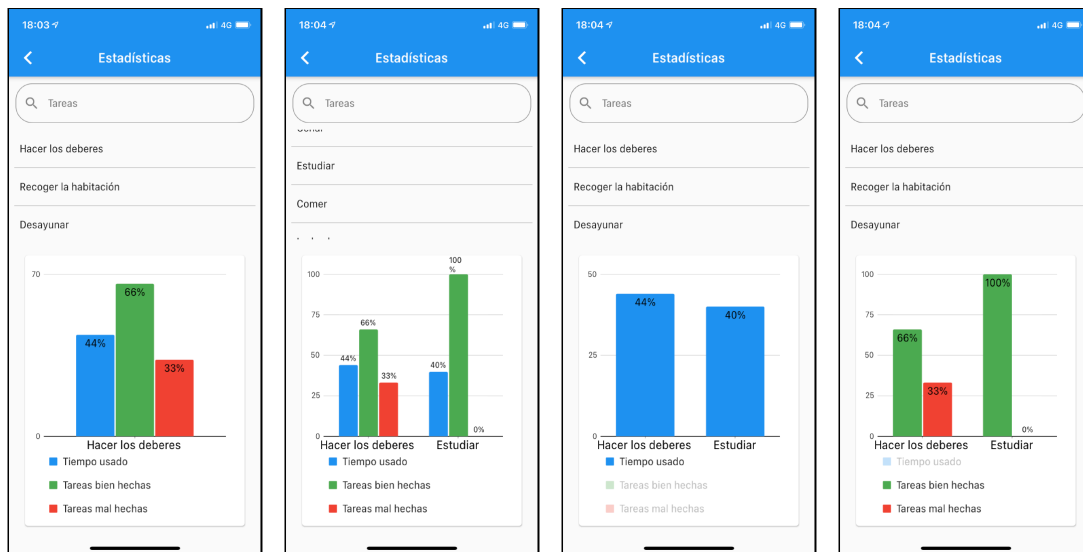 18:03
4G
Estadísticas
Tareas
Hacer los deberes
Recoger la habitación
Desayunar
70
66%
44%
33%
0
Hacer los deberes
Tiempo usado
Tareas bien hechas
Tareas mal hechas
18:04
4G
Estadísticas
Tareas
Estudiar
Comer
100
%
100
75
66%
50
44%
40%
33%
25
0%
0
Hacer los deberes Estudiar
Tiempo usado
Tareas bien hechas
Tareas mal hechas
18:04
4G
Estadísticas
Tareas
Hacer los deberes
Recoger la habitación
Desayunar
50
44%
40%
25
0
Hacer los deberes Estudiar
Tiempo usado
Tareas bien hechas
Tareas mal hechas
18:04
4G
Estadísticas
Tareas
Hacer los deberes
Recoger la habitación
Desayunar
100
100%
75
66%
50
33%
25
0%
0
Hacer los deberes Estudiar
Tiempo usado
Tareas bien hechas
Tareas mal hechas